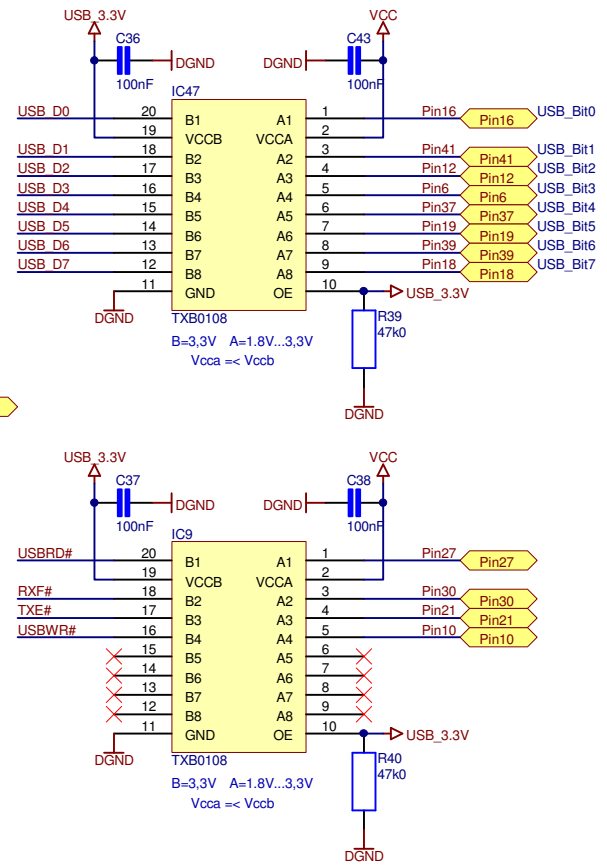 USB_3.3V VCC
C36 C43
DGND DGND
100nF 100nF
IC47
USB_D0 20 B1 A1 1 Pin16 Pin16 USB_Bit0
19 VCCB VCCA 2
USB_D1 18 B2 A2 3 Pin41 Pin41 USB_Bit1
USB_D2 17 B3 A3 4 Pin12 Pin12 USB_Bit2
USB_D3 16 B4 A4 5 Pin6 Pin6 USB_Bit3
USB_D4 15 B5 A5 6 Pin37 Pin37 USB_Bit4
USB_D5 14 B6 A6 7 Pin19 Pin19 USB_Bit5
USB_D6 13 B7 A7 8 Pin39 Pin39 USB_Bit6
USB_D7 12 B8 A8 9 Pin18 Pin18 USB_Bit7
11 GND OE 10 USB_3.3V
DGND TXB0108 R39
47k0
B=3,3V A=1.8V...3,3V
Vcca =< Vccb
DGND
USB_3.3V VCC
C37 C38
DGND DGND
100nF 100nF
IC9
USBRD# 20 B1 A1 1 Pin27 Pin27
19 VCCB VCCA 2
RXF# 18 B2 A2 3 Pin30 Pin30
TXE# 17 B3 A3 4 Pin21 Pin21
USBWR# 16 B4 A4 5 Pin10 Pin10
15 B5 A5 6
14 B6 A6 7
13 B7 A7 8
12 B8 A8 9
11 GND OE 10 USB_3.3V
DGND TXB0108 R40
47k0
B=3,3V A=1.8V...3,3V
Vcca =< Vccb
DGND